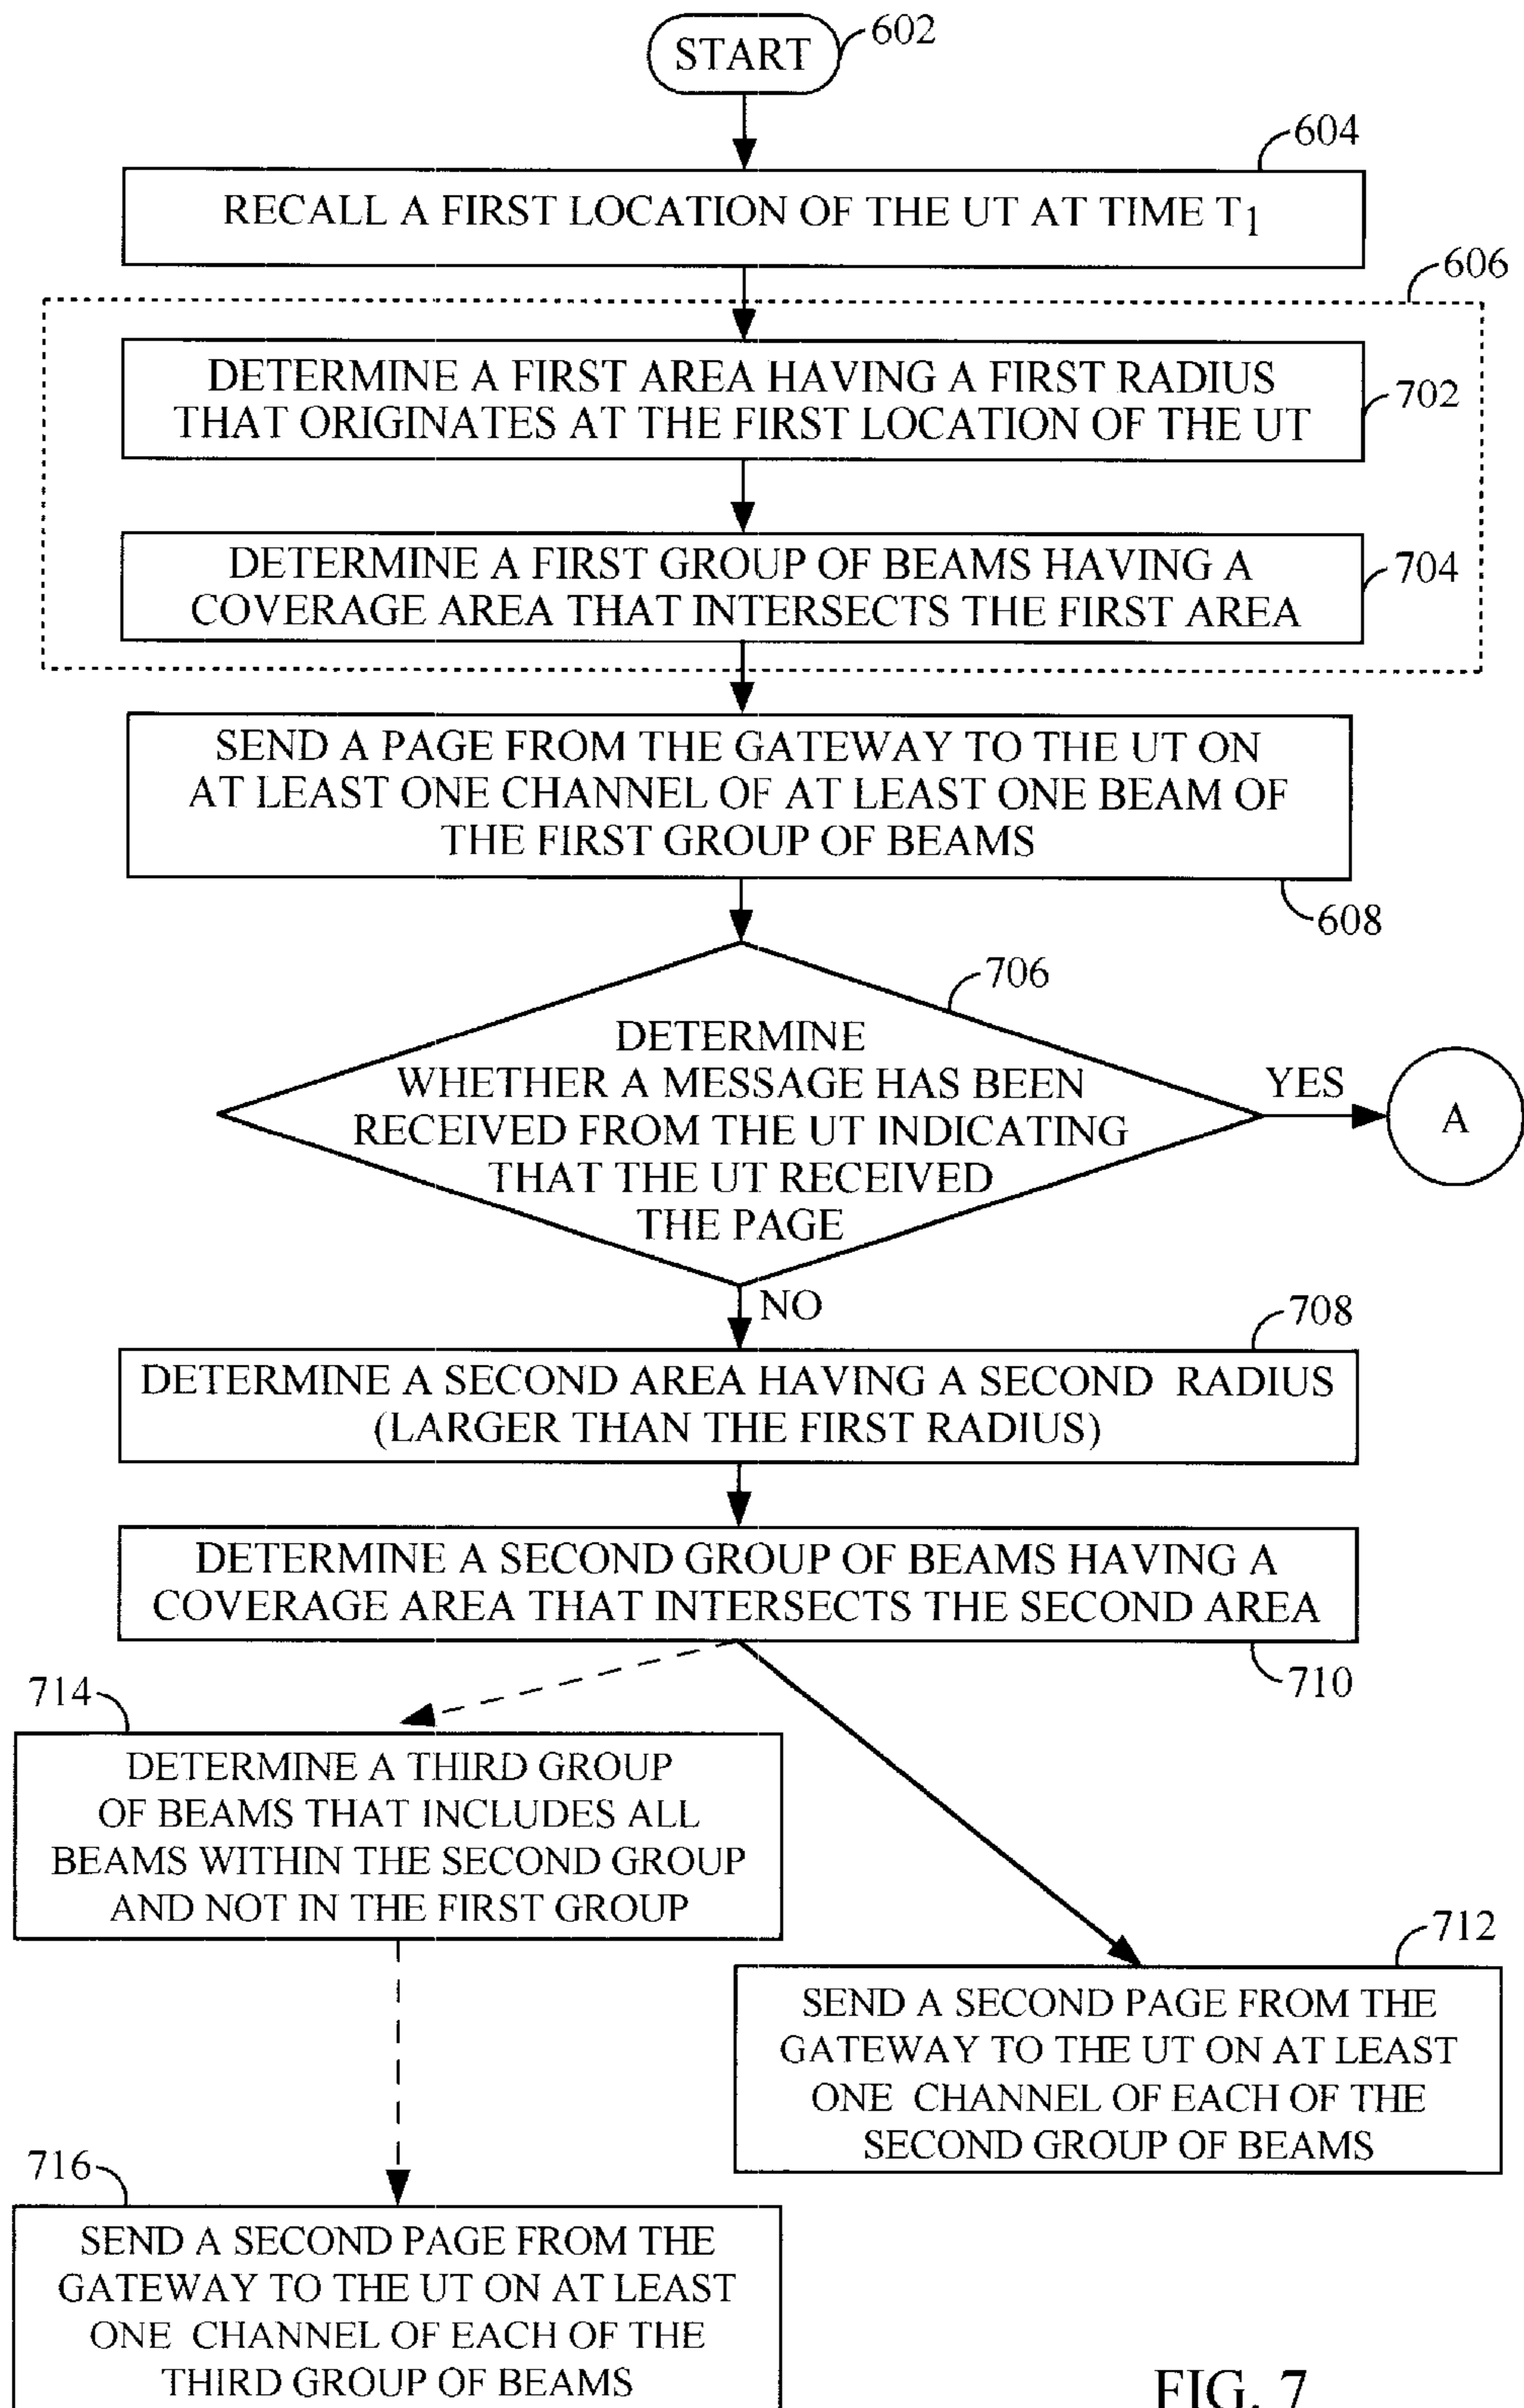 START
602
604
RECALL A FIRST LOCATION OF THE UT AT TIME T1
606
DETERMINE A FIRST AREA HAVING A FIRST RADIUS
THAT ORIGINATES AT THE FIRST LOCATION OF THE UT
702
DETERMINE A FIRST GROUP OF BEAMS HAVING A
COVERAGE AREA THAT INTERSECTS THE FIRST AREA
704
SEND A PAGE FROM THE GATEWAY TO THE UT ON
AT LEAST ONE CHANNEL OF AT LEAST ONE BEAM OF
THE FIRST GROUP OF BEAMS
608
706
DETERMINE
WHETHER A MESSAGE HAS BEEN
RECEIVED FROM THE UT INDICATING
THAT THE UT RECEIVED
THE PAGE
YES
A
NO
708
DETERMINE A SECOND AREA HAVING A SECOND RADIUS
(LARGER THAN THE FIRST RADIUS)
DETERMINE A SECOND GROUP OF BEAMS HAVING A
COVERAGE AREA THAT INTERSECTS THE SECOND AREA
710
714
DETERMINE A THIRD GROUP
OF BEAMS THAT INCLUDES ALL
BEAMS WITHIN THE SECOND GROUP
AND NOT IN THE FIRST GROUP
712
SEND A SECOND PAGE FROM THE
GATEWAY TO THE UT ON AT LEAST
ONE CHANNEL OF EACH OF THE
SECOND GROUP OF BEAMS
716
SEND A SECOND PAGE FROM THE
GATEWAY TO THE UT ON AT LEAST
ONE CHANNEL OF EACH OF THE
THIRD GROUP OF BEAMS
FIG. 7